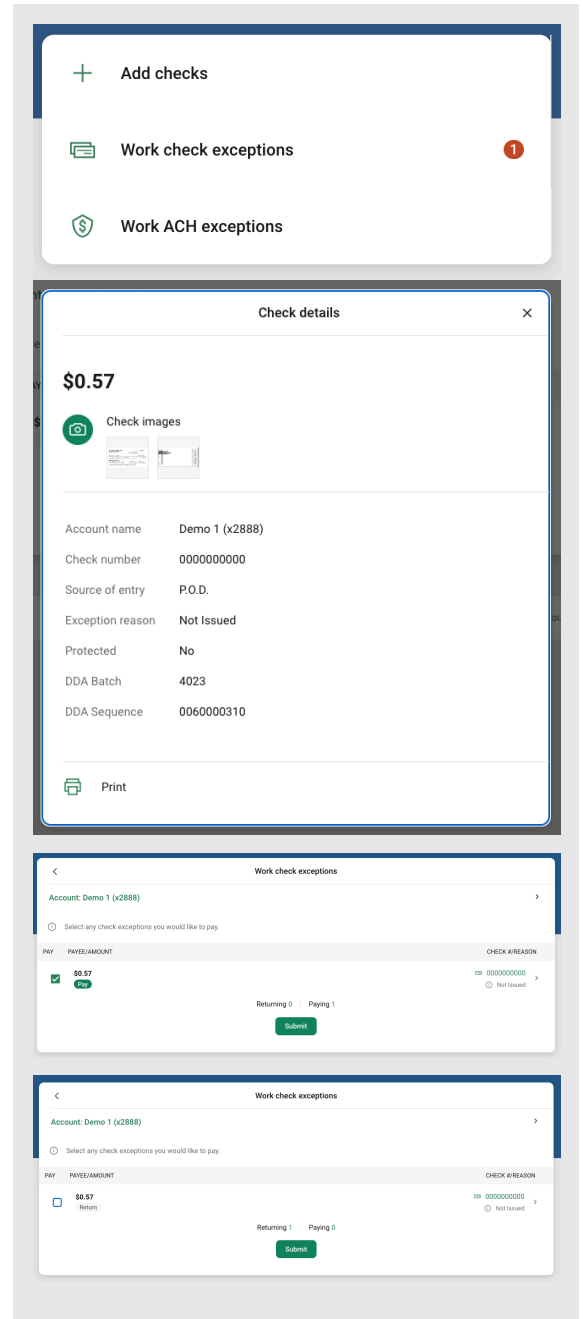 Add checks
Work check exceptions 1
Work ACH exceptions
Check details
$0.57
Check images
Account name Demo 1 (x2888)
Check number 0000000000
Source of entry P.O.D.
Exception reason Not Issued
Protected No
DDA Batch 4023
DDA Sequence 0060000310
Print
Work check exceptions
Account: Demo 1 (x2888)
Select any check exceptions you would like to pay.
PAY PAYEE/AMOUNT CHECK #/REASON
$0.57 0000000000
Pay Not Issued
Returning 0 Paying 1
Submit
Work check exceptions
Account: Demo 1 (x2888)
Select any check exceptions you would like to pay.
PAY PAYEE/AMOUNT CHECK #/REASON
$0.57 0000000000
Return Not Issued
Returning 1 Paying 0
Submit